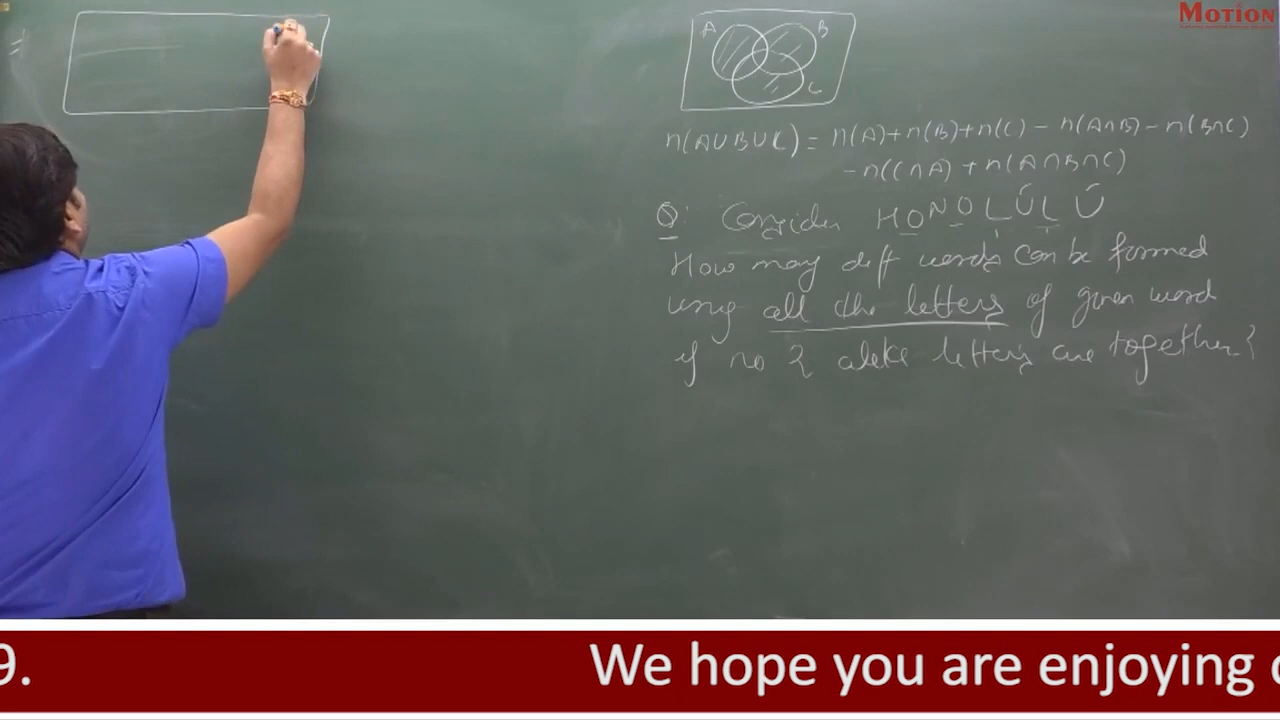 MOTION
A
B
C
n(A∪B∪C) = n(A)+n(B)+n(C) - n(A∩B) - n(B∩C)
- n(C∩A) + n(A∩B∩C)
Q. Consider HONOLULU
How may diff words can be formed
using all the letters of given word
if no 2 alike letters are together?
9. We hope you are enjoying